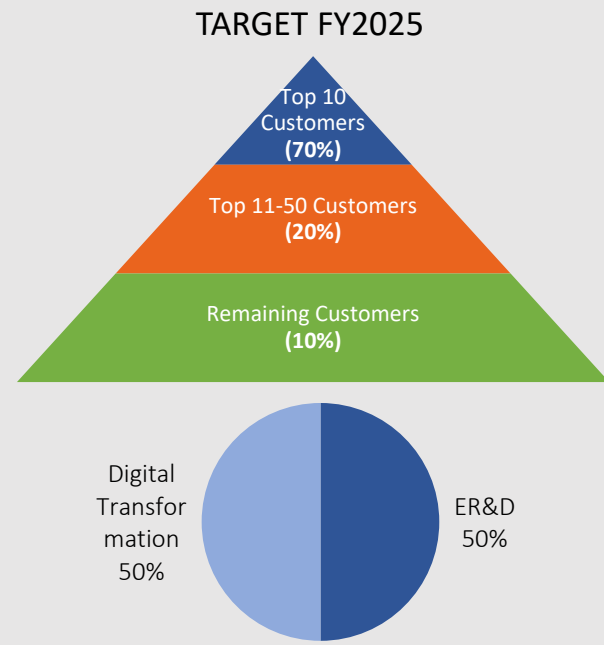 TARGET FY2025
Top 10
Customers
(70%)
Top 11-50 Customers
(20%)
Remaining Customers
(10%)
Digital
Transfor
mation
50%
ER&D
50%